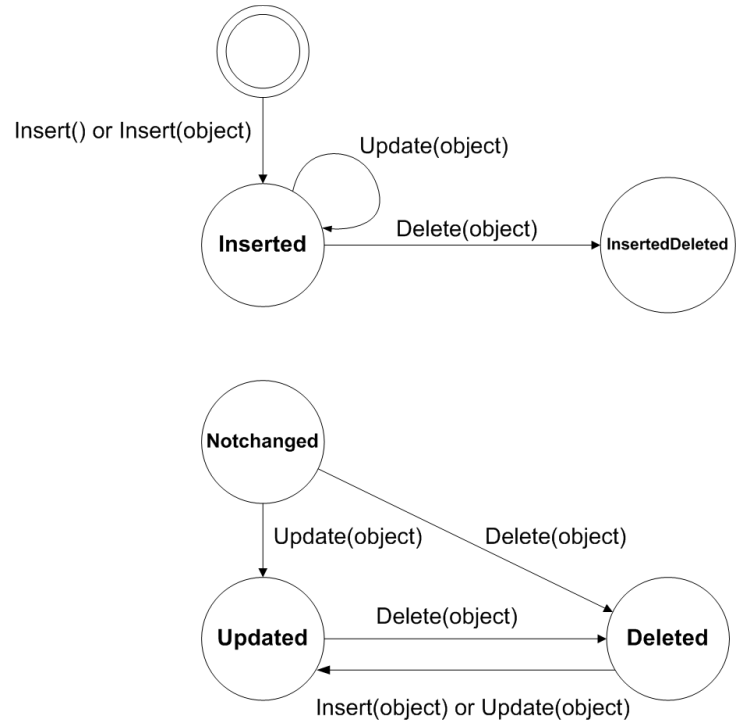 Insert() or Insert(object)
Update(object)
Inserted
Delete(object)
InsertedDeleted
Notchanged
Update(object)
Delete(object)
Updated
Delete(object)
Deleted
Insert(object) or Update(object)